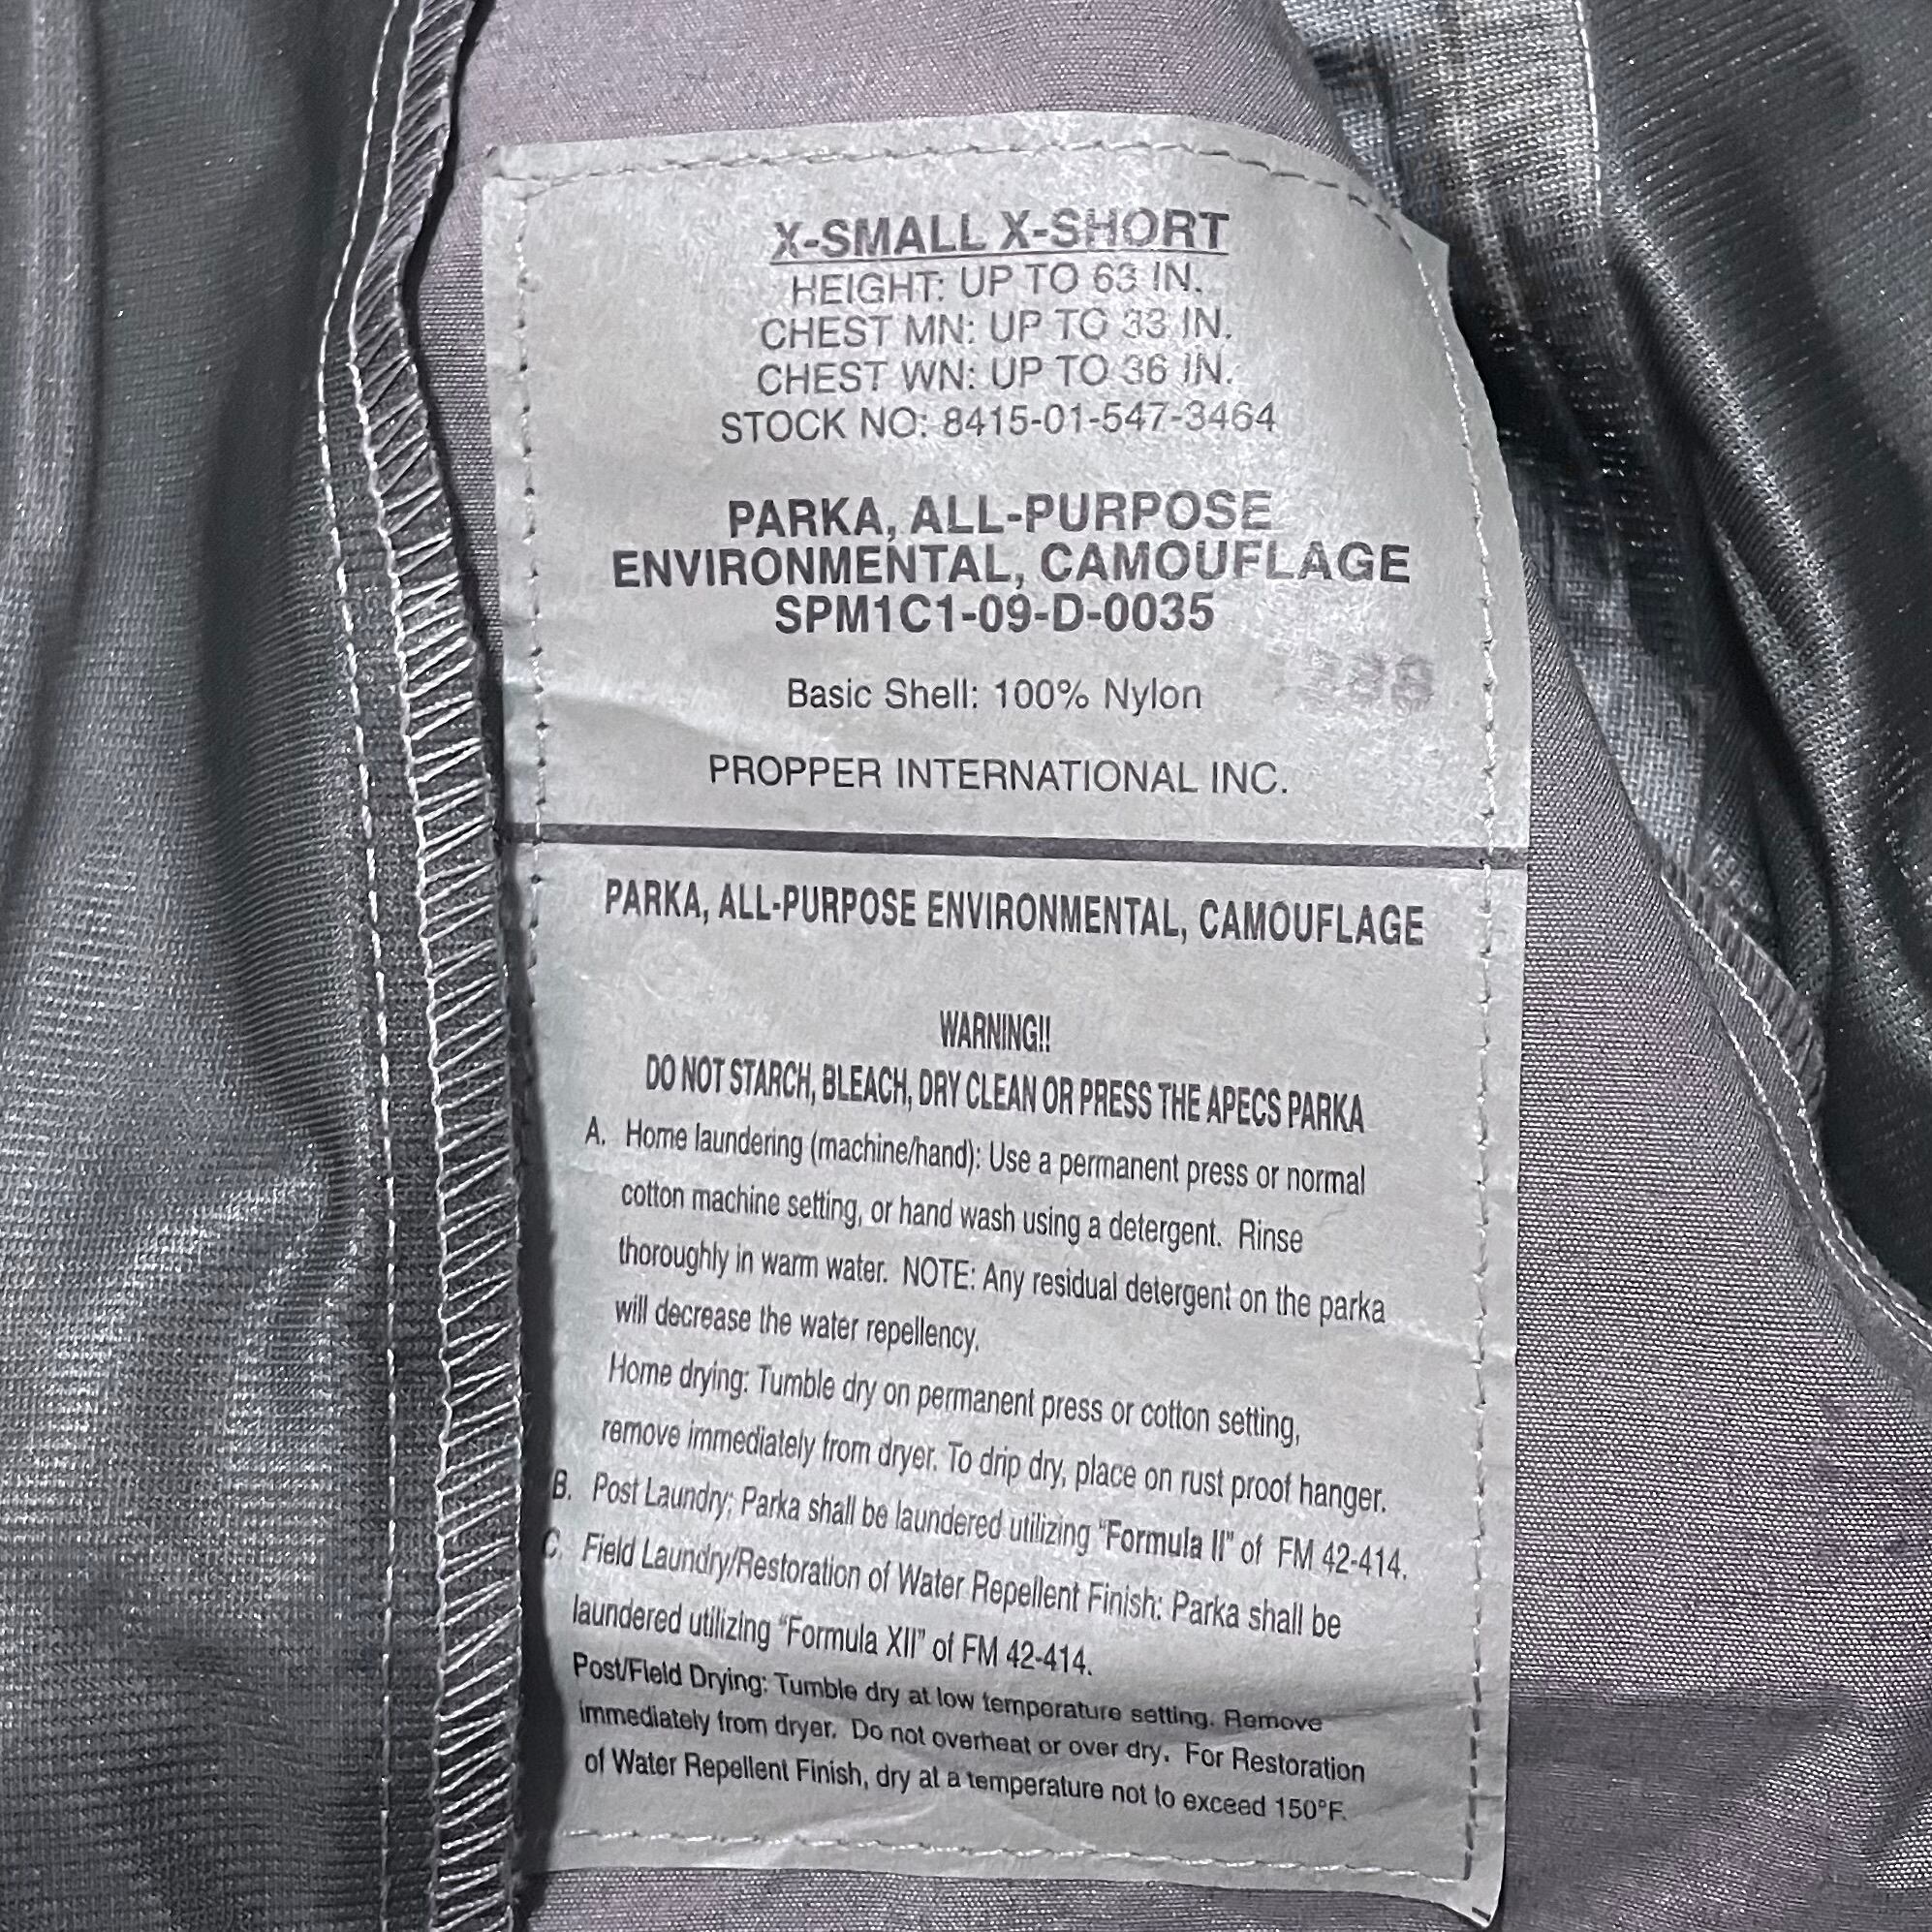 X-SMALL X-SHORT
HEIGHT: UP TO 63 IN.
CHEST MN: UP TO 33 IN.
CHEST WN: UP TO 36 IN.
STOCK NO: 8415-01-547-3464
PARKA, ALL-PURPOSE
ENVIRONMENTAL, CAMOUFLAGE
SPM1C1-09-D-0035
Basic Shell: 100% Nylon
PROPPER INTERNATIONAL INC.
PARKA, ALL-PURPOSE ENVIRONMENTAL, CAMOUFLAGE
WARNING!!
DO NOT STARCH, BLEACH, DRY CLEAN OR PRESS THE APECS PARKA
A. Home laundering (machine/hand): Use a permanent press or normal
cotton machine setting, or hand wash using a detergent. Rinse
thoroughly in warm water. NOTE: Any residual detergent on the parka
will decrease the water repellency.
Home drying: Tumble dry on permanent press or cotton setting,
remove immediately from dryer. To drip dry, place on rust proof hanger.
B. Post Laundry; Parka shall be laundered utilizing "Formula II" of FM 42-414.
C. Field Laundry/Restoration of Water Repellent Finish: Parka shall be
laundered utilizing "Formula XII" of FM 42-414.
Post/Field Drying: Tumble dry at low temperature setting. Remove
immediately from dryer. Do not overheat or over dry. For Restoration
of Water Repellent Finish, dry at a temperature not to exceed 150°F.